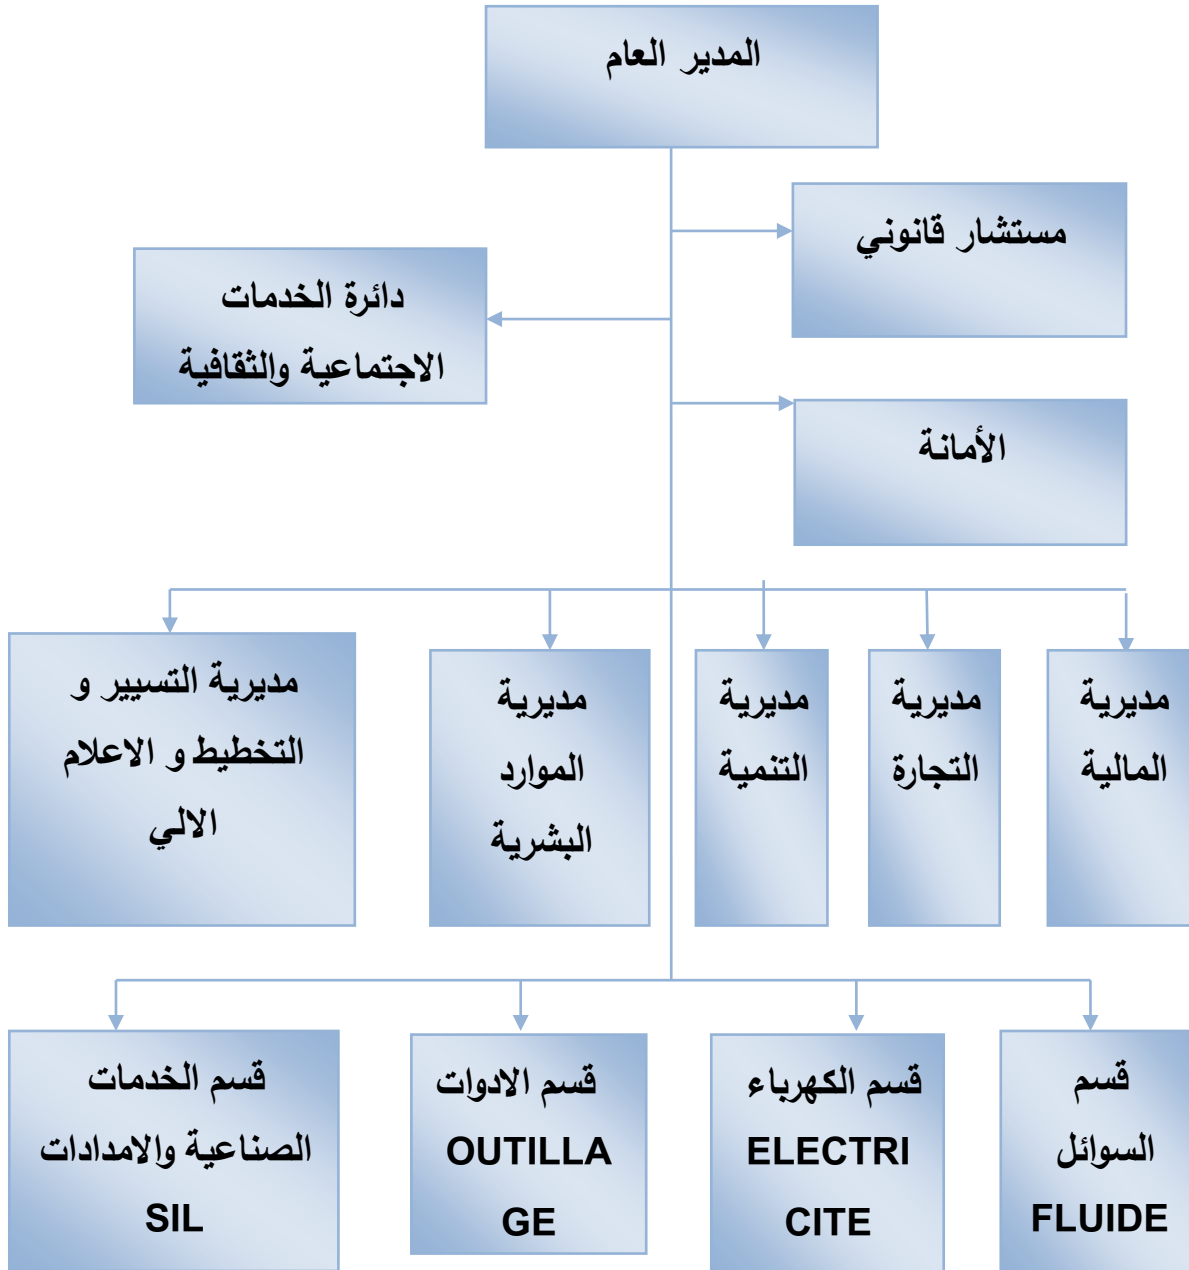 المدير العام
مستشار قانوني
دائرة الخدمات
الاجتماعية والثقافية
الأمانة
مديرية
المالية
مديرية
التجارة
مديرية
التنمية
مديرية
الموارد
البشرية
مديرية التسيير و
التخطيط و الاعلام
الالي
قسم
السوائل
FLUIDE
قسم الكهرباء
ELECTRI
CITE
قسم الادوات
OUTILLA
GE
قسم الخدمات
الصناعية والامدادات
SIL